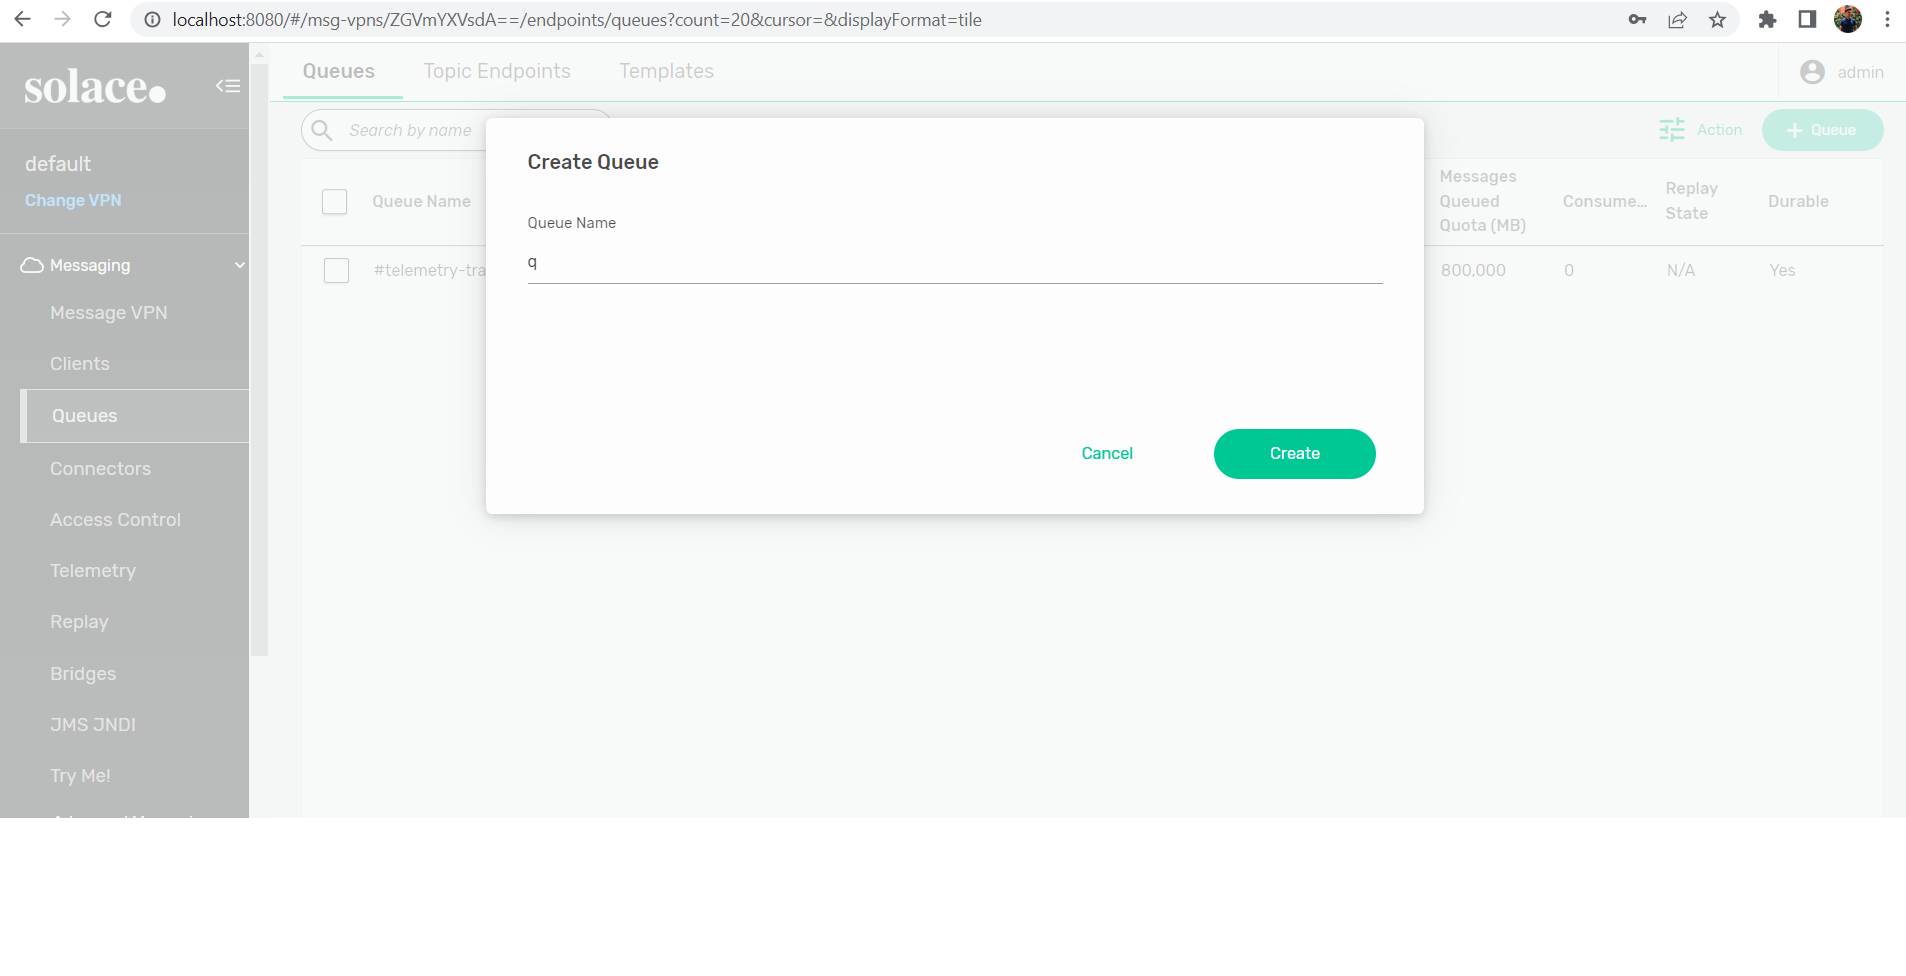 localhost:8080/#/msg-vpns/ZGVmYXVsdA==/endpoints/queues?count=20&cursor=&displayFormat=tile
solace.
default
Change VPN
Messaging
Message VPN
Clients
Queues
Connectors
Access Control
Telemetry
Replay
Bridges
JMS JNDI
Try Me!
Queues Topic Endpoints Templates
admin
Search by name
Action
+ Queue
Queue Name
Messages Queued Quota (MB)
Consume...
Replay State
Durable
#telemetry-tra
800,000 0 N/A Yes
Create Queue
Queue Name
q
Cancel Create